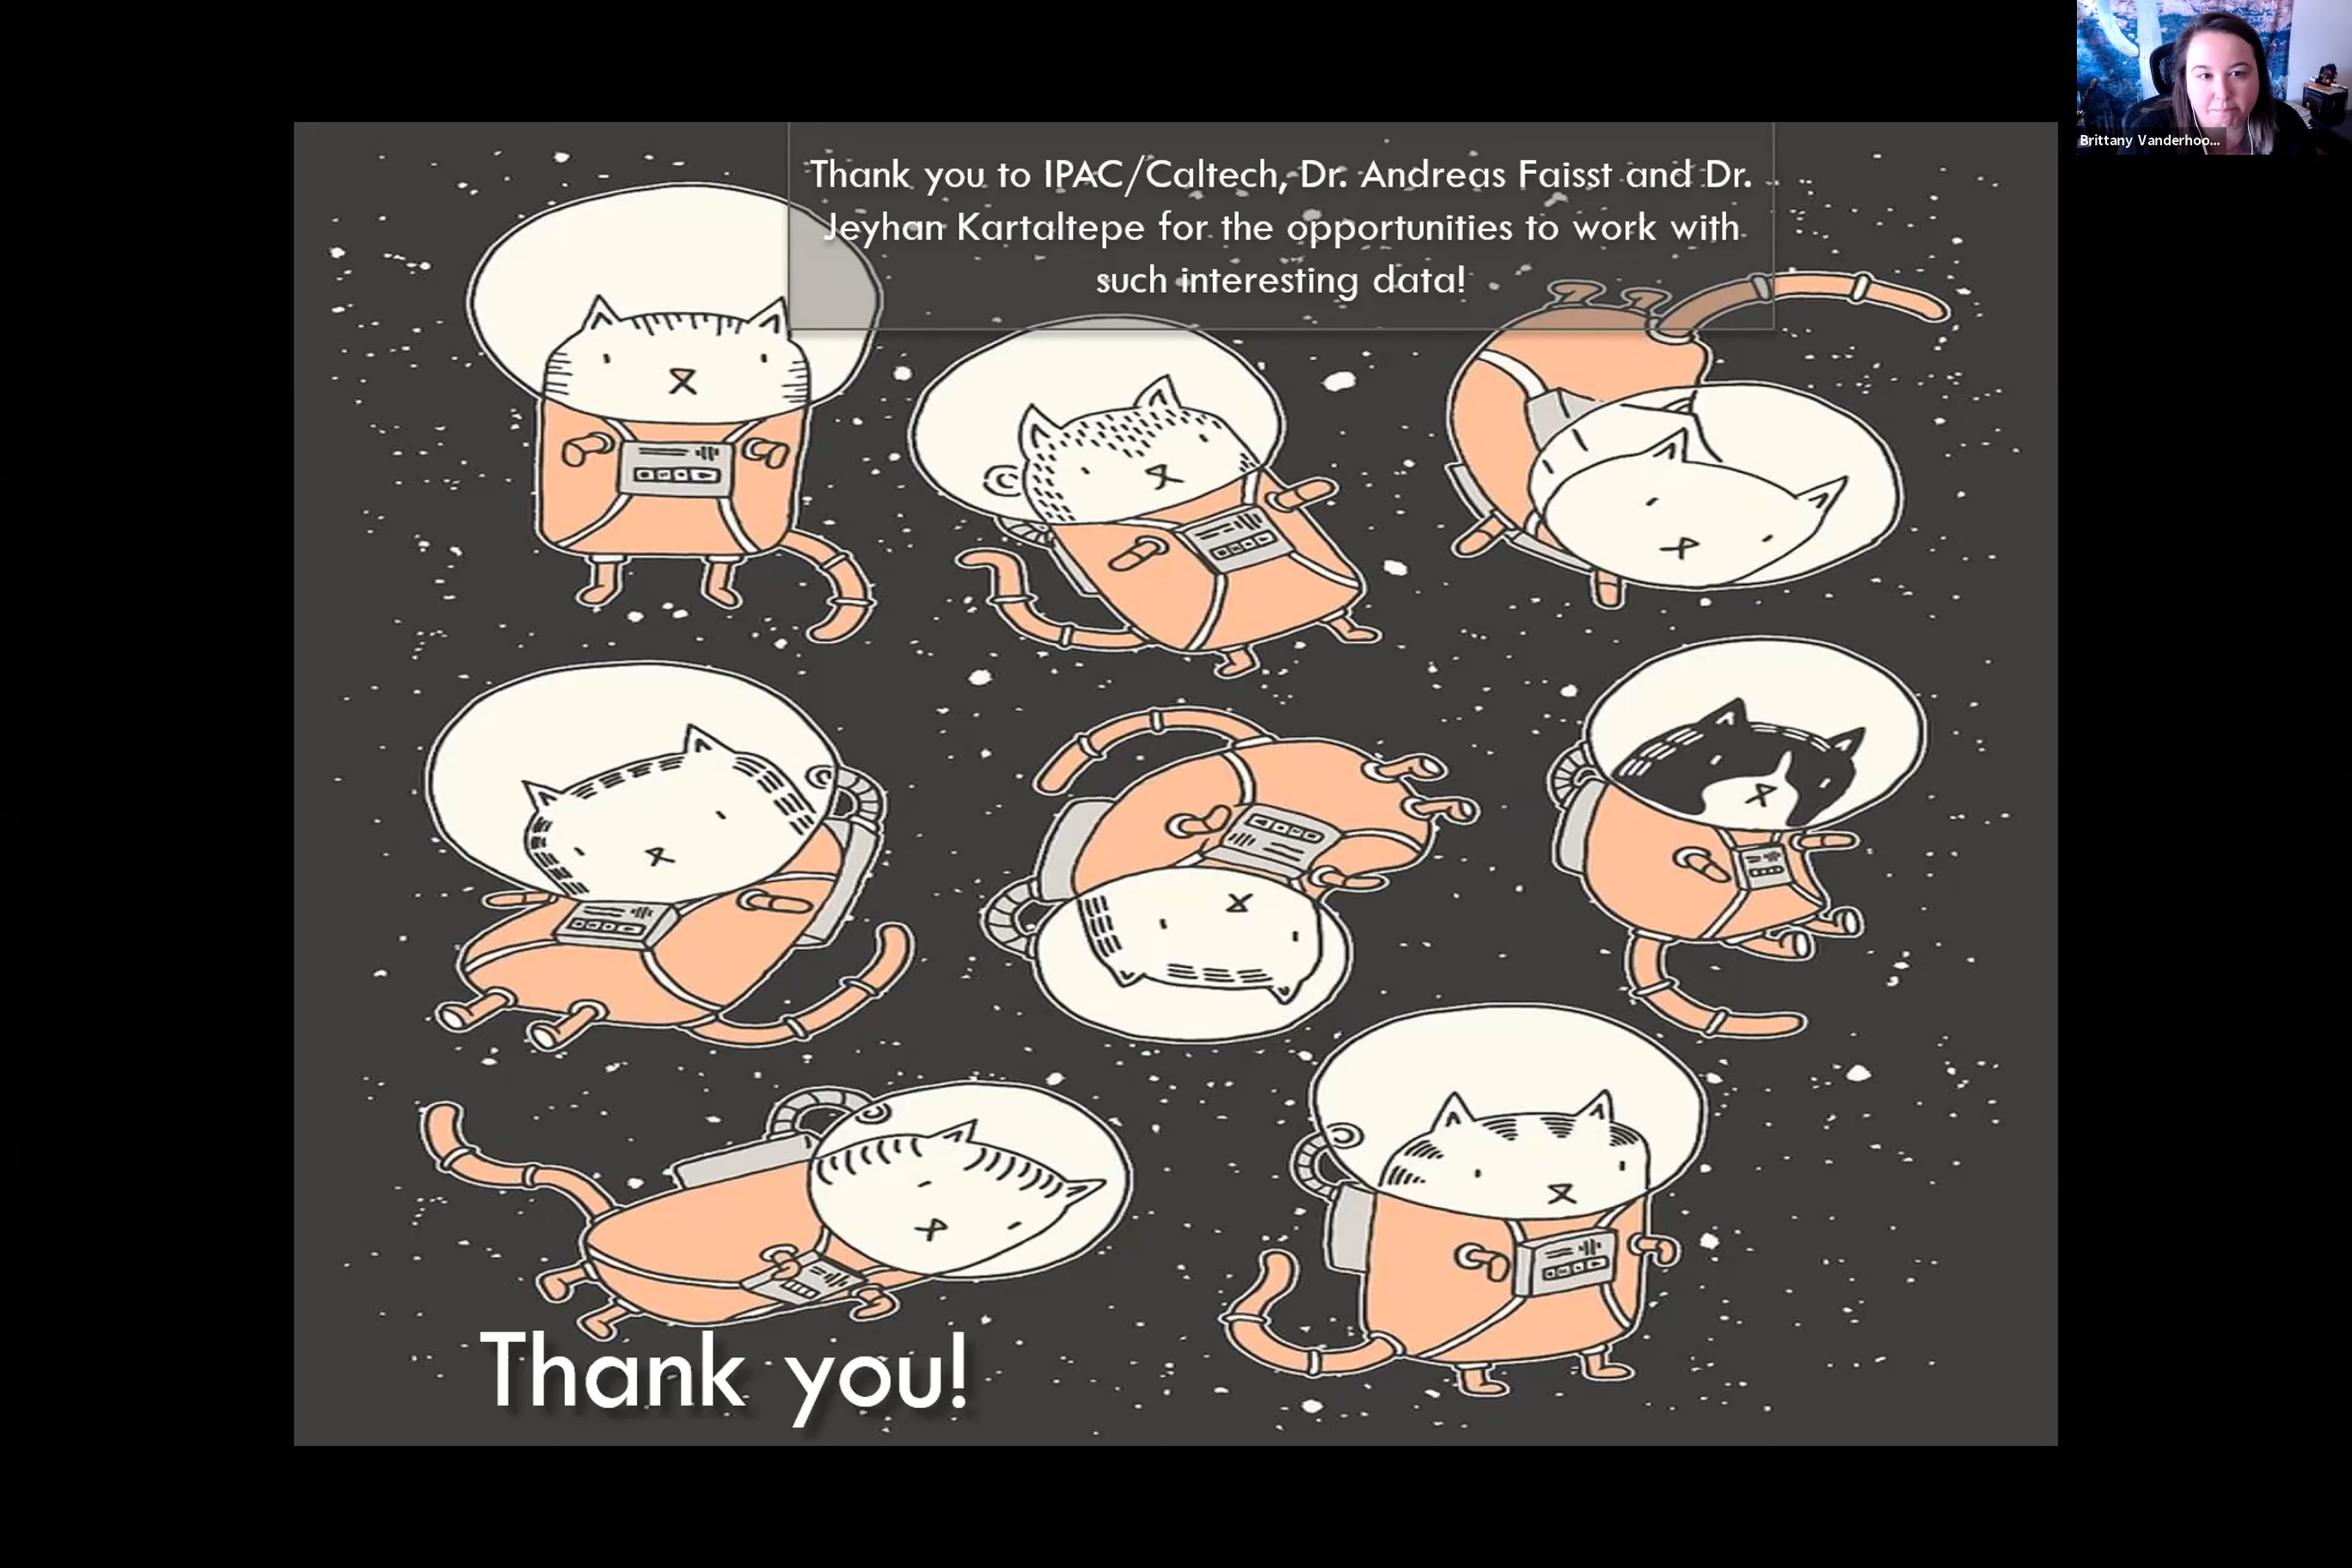 Thank you to IPAC/Caltech, Dr. Andreas Faisst and Dr.
Jeyhan Kartaltepe for the opportunities to work with
such interesting data!
Brittany Vanderhoo...
Thank you!